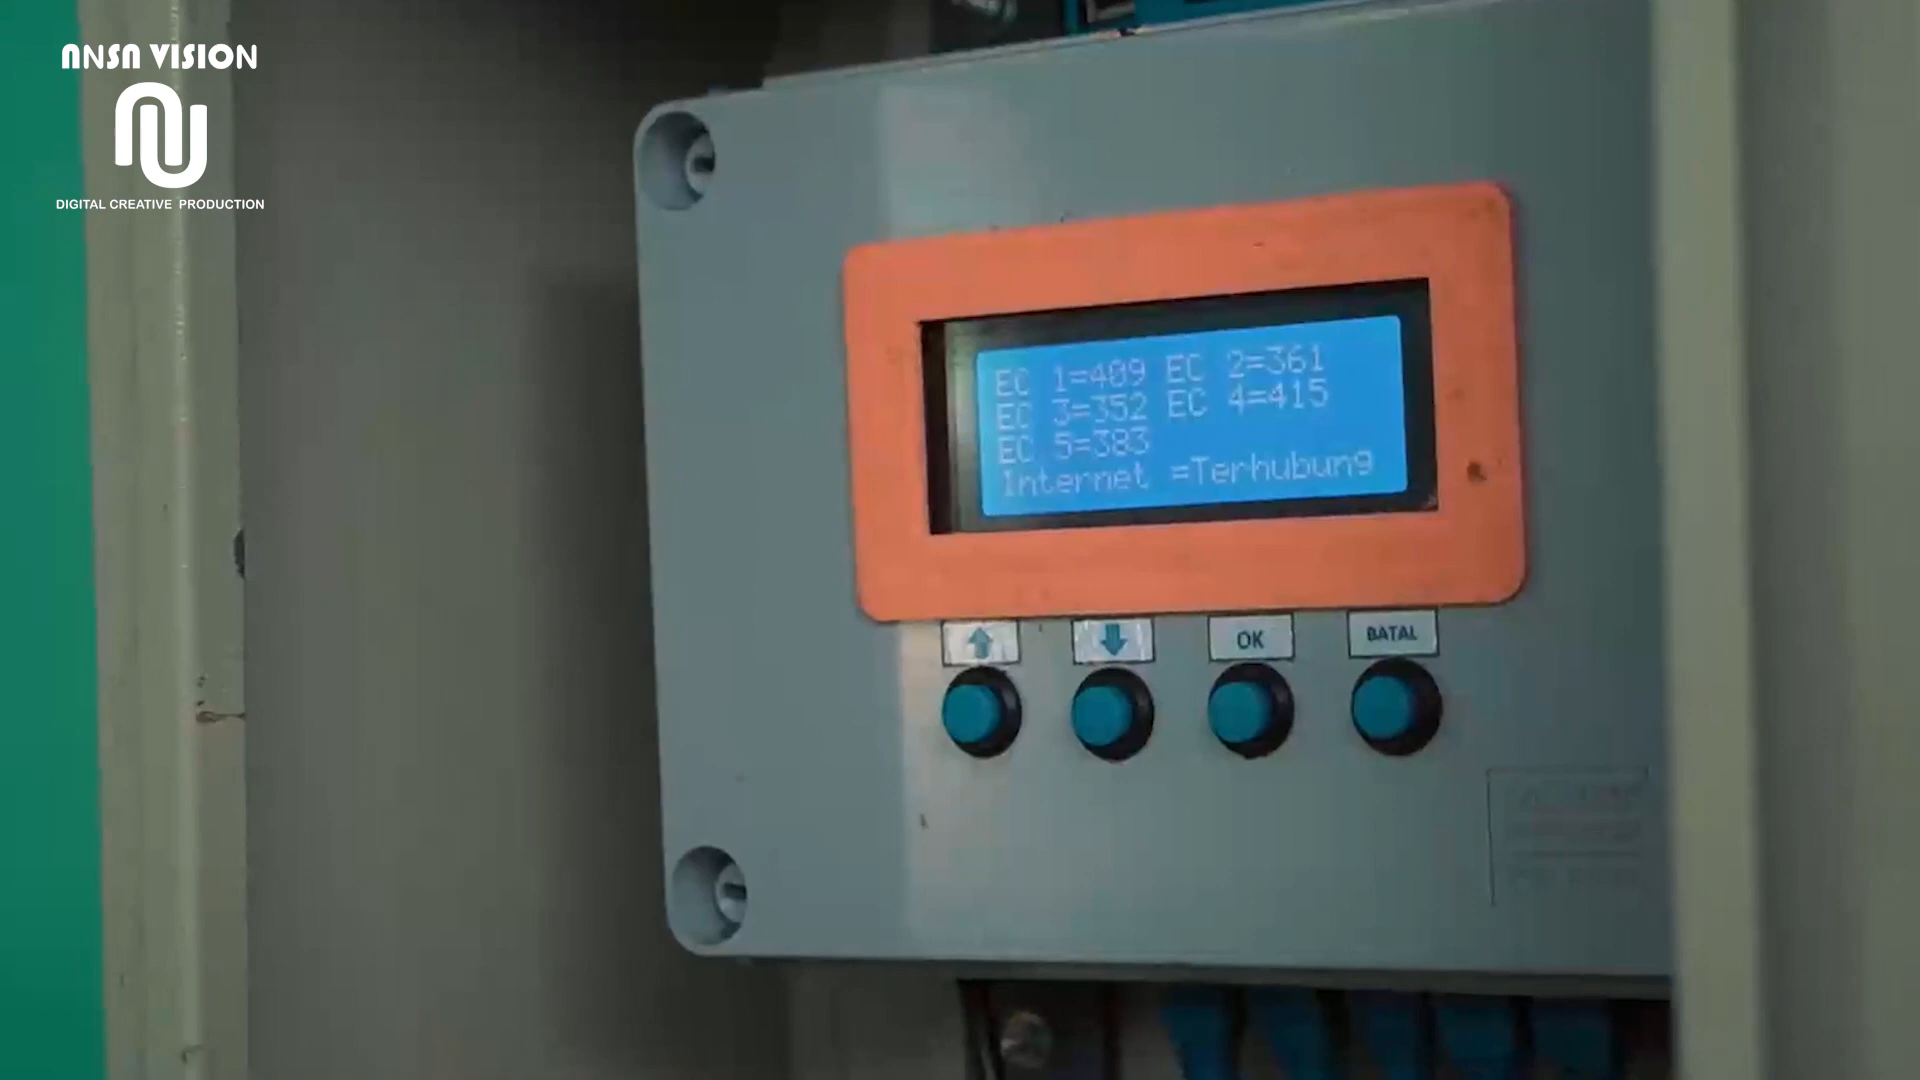 ANSA VISION
DIGITAL CREATIVE PRODUCTION
EC 1=409 EC 2=361
EC 3=352 EC 4=415
EC 5=383
Internet =Terhubung
OK
BATAL